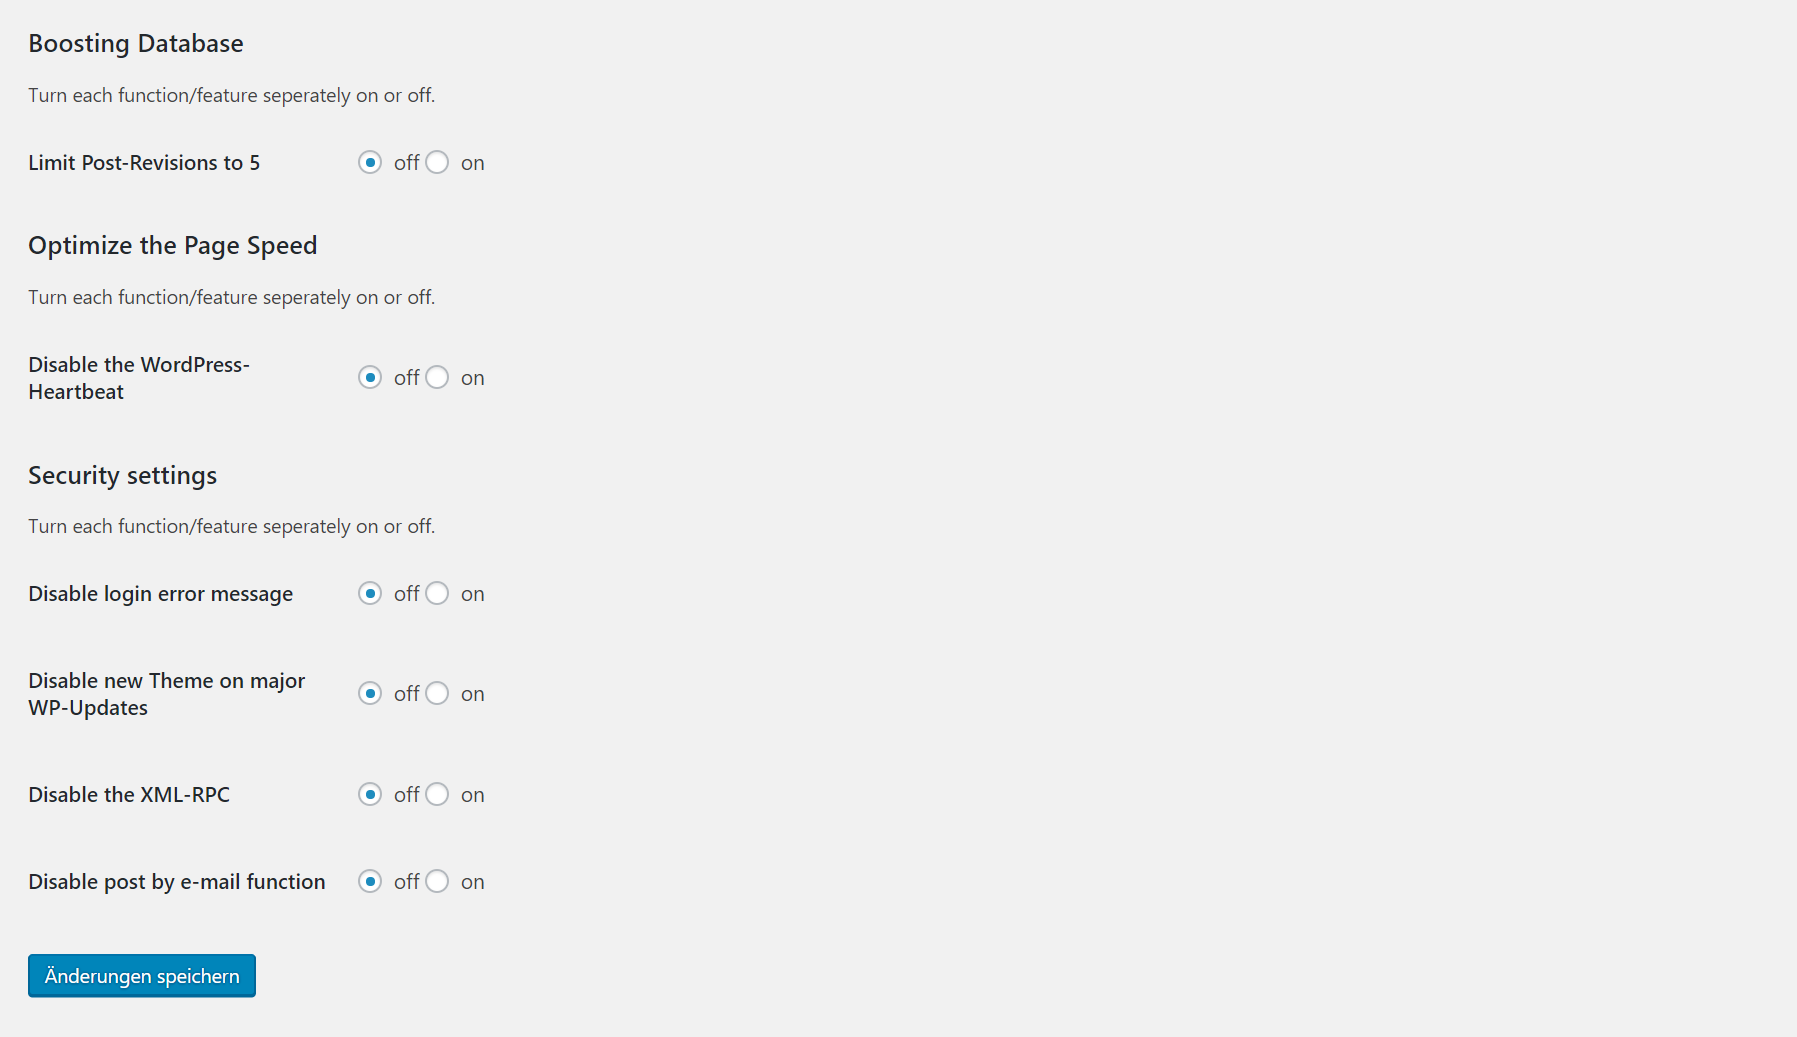 Boosting Database
Turn each function/feature seperately on or off.
Limit Post-Revisions to 5 off on
Optimize the Page Speed
Turn each function/feature seperately on or off.
Disable the WordPress-
Heartbeat off on
Security settings
Turn each function/feature seperately on or off.
Disable login error message off on
Disable new Theme on major
WP-Updates off on
Disable the XML-RPC off on
Disable post by e-mail function off on
Änderungen speichern